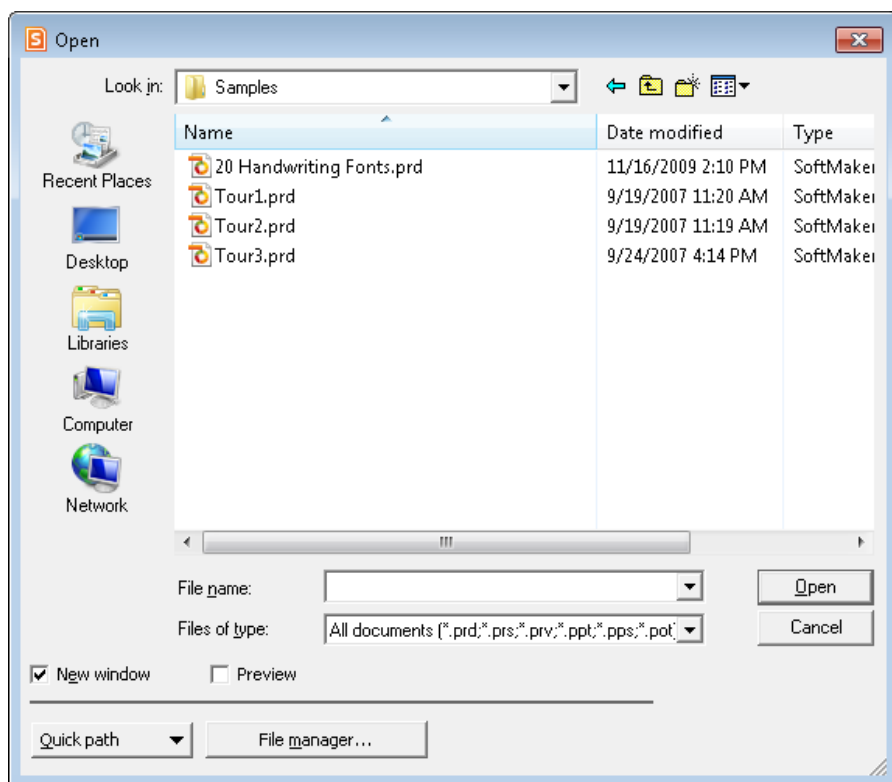 Open
Look in: Samples
Name Date modified Type
20 Handwriting Fonts.prd 11/16/2009 2:10 PM SoftMaker
Tour1.prd 9/19/2007 11:20 AM SoftMaker
Tour2.prd 9/19/2007 11:19 AM SoftMaker
Tour3.prd 9/24/2007 4:14 PM SoftMaker
Recent Places
Desktop
Libraries
Computer
Network
File name: Open
Files of type: All documents (*.prd;*.prs;*.prv;*.ppt;*.pps;*.pot) Cancel
New window Preview
Quick path File manager...